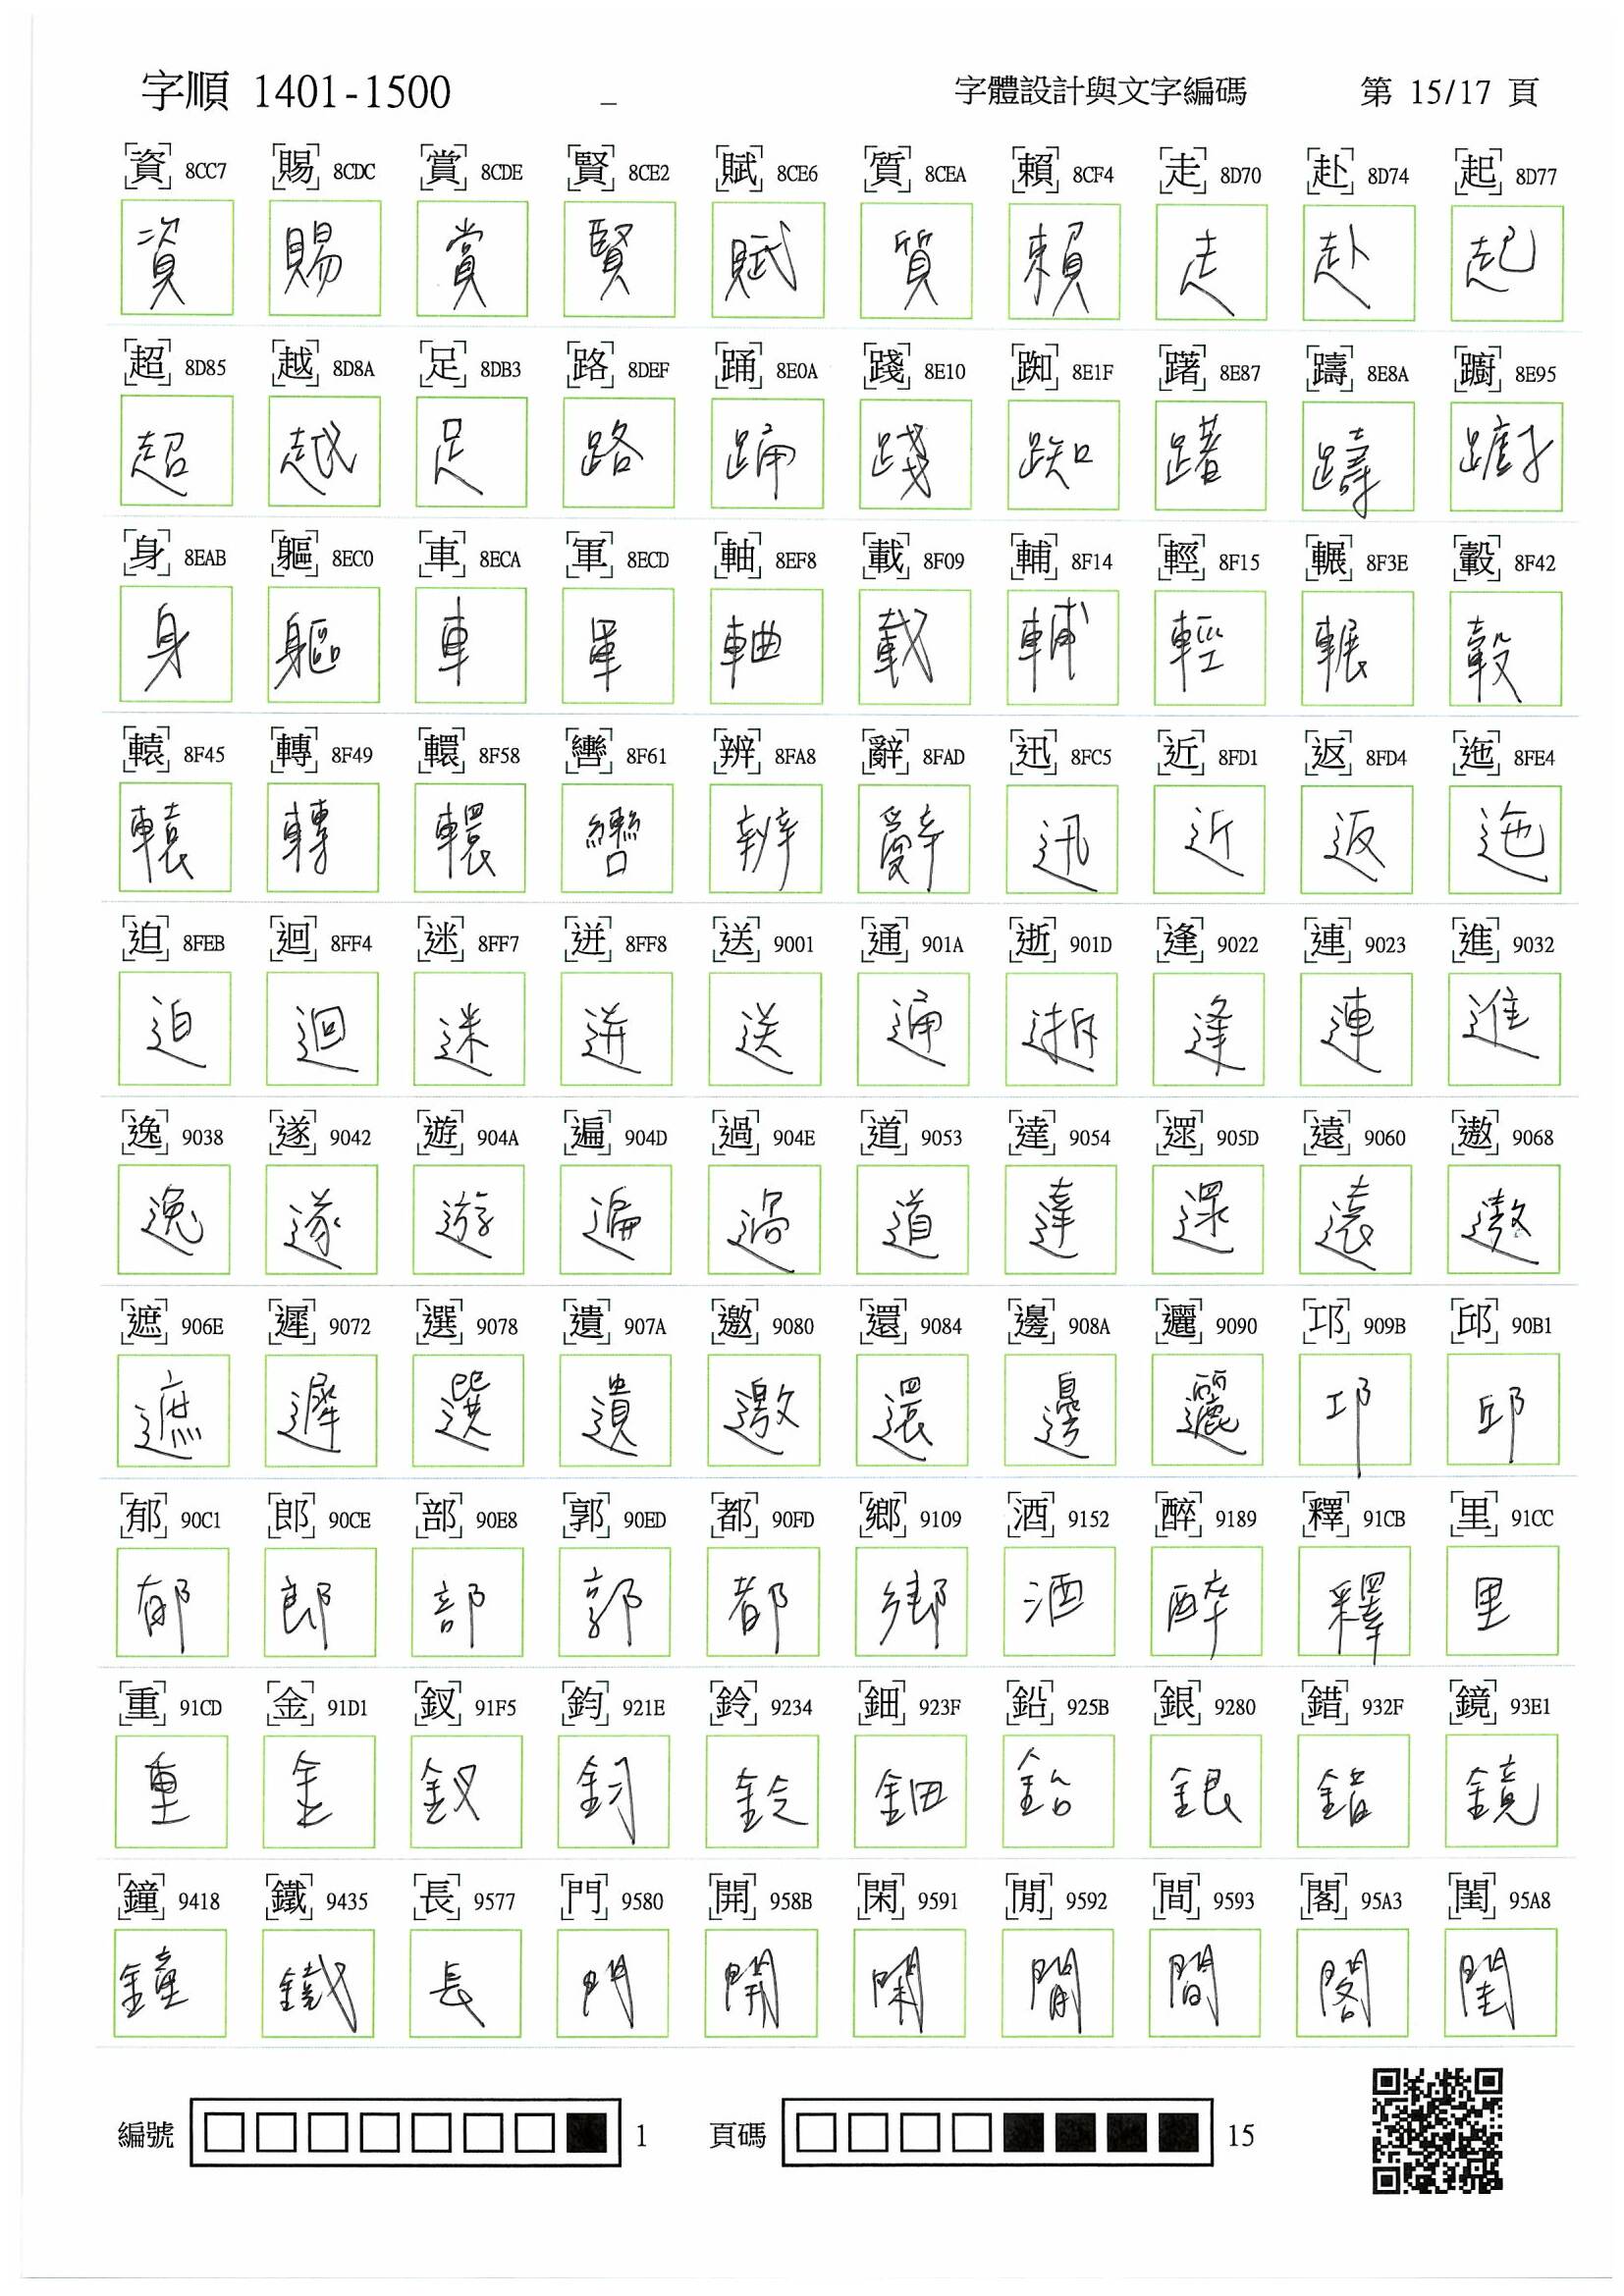 字順 1401-1500 – 字體設計與文字編碼 第 15/17 頁
資 8CC7 賜 8CDC 賞 8CDE 賢 8CE2 賦 8CE6 質 8CEA 賴 8CF4 走 8D70 赴 8D74 起 8D77
資 賜 賞 賢 賦 質 賴 走 赴 起
超 8D85 越 8D8A 足 8DB3 路 8DEF 踊 8E0A 踐 8E10 踟 8E1F 躇 8E87 躊 8E8A 躕 8E95
超 越 足 路 踊 踐 踟 躇 躊 躕
身 8EAB 軀 8EC0 車 8ECA 軍 8ECD 軸 8EF8 載 8F09 輔 8F14 輕 8F15 輾 8F3E 轂 8F42
身 軀 車 軍 軸 載 輔 輕 輾 轂
轅 8F45 轉 8F49 轘 8F58 轡 8F61 辨 8FA8 辭 8FAD 迅 8FC5 近 8FD1 返 8FD4 迤 8FE4
轅 轉 轘 轡 辨 辭 迅 近 返 迤
迫 8FEB 迴 8FF4 迷 8FF7 迸 8FF8 送 9001 通 901A 逝 901D 逢 9022 連 9023 進 9032
迫 迴 迷 迸 送 通 逝 逢 連 進
逸 9038 遂 9042 遊 904A 遍 904D 過 904E 道 9053 達 9054 遝 905D 遠 9060 遨 9068
逸 遂 遊 遍 過 道 達 遝 遠 遨
遮 906E 遲 9072 選 9078 遺 907A 邀 9080 還 9084 邊 908A 邐 9090 邛 909B 邱 90B1
遮 遲 選 遺 邀 還 邊 邐 邛 邱
郁 90C1 郎 90CE 部 90E8 郭 90ED 都 90FD 鄉 9109 酒 9152 醉 9189 釋 91CB 里 91CC
郁 郎 部 郭 都 鄉 酒 醉 釋 里
重 91CD 金 91D1 釵 91F5 鈞 921E 鈴 9234 鈿 923F 鉛 925B 銀 9280 錯 932F 鏡 93E1
重 金 釵 鈞 鈴 鈿 鉛 銀 錯 鏡
鐘 9418 鐵 9435 長 9577 門 9580 開 958B 閑 9591 閒 9592 間 9593 閣 95A3 閨 95A8
鐘 鐵 長 門 開 閑 閒 間 閣 閨
編號 1 頁碼 15